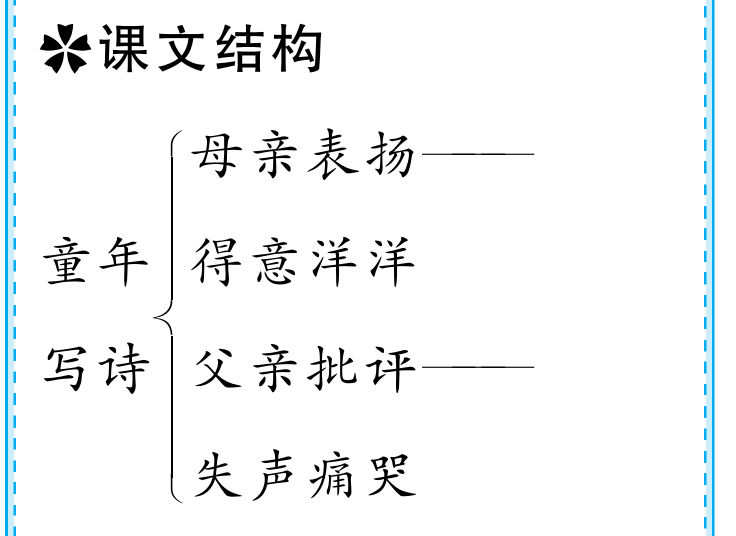 课文结构
母亲表扬——
童年 得意洋洋
写诗 父亲批评——
失声痛哭